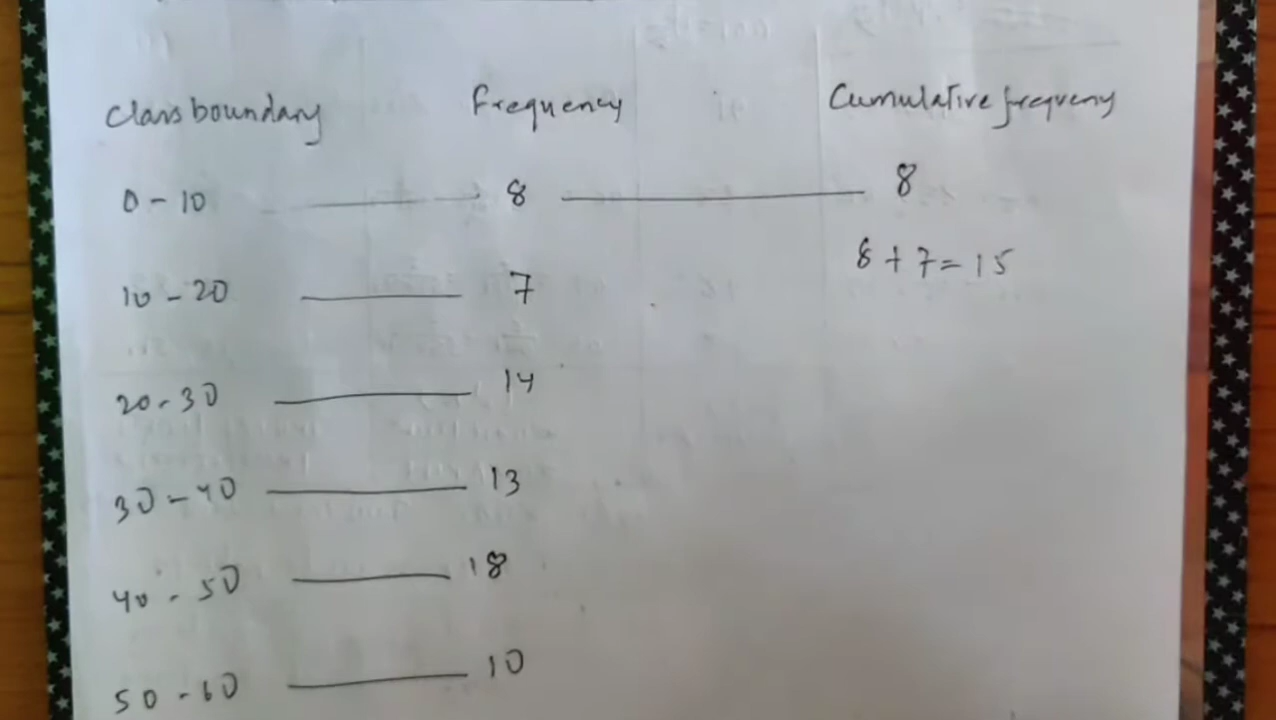 Class boundary Frequency Cumulative frequency
0 - 10 8 8
10 - 20 7 8 + 7 = 15
20 - 30 14
30 - 40 13
40 - 50 18
50 - 60 10